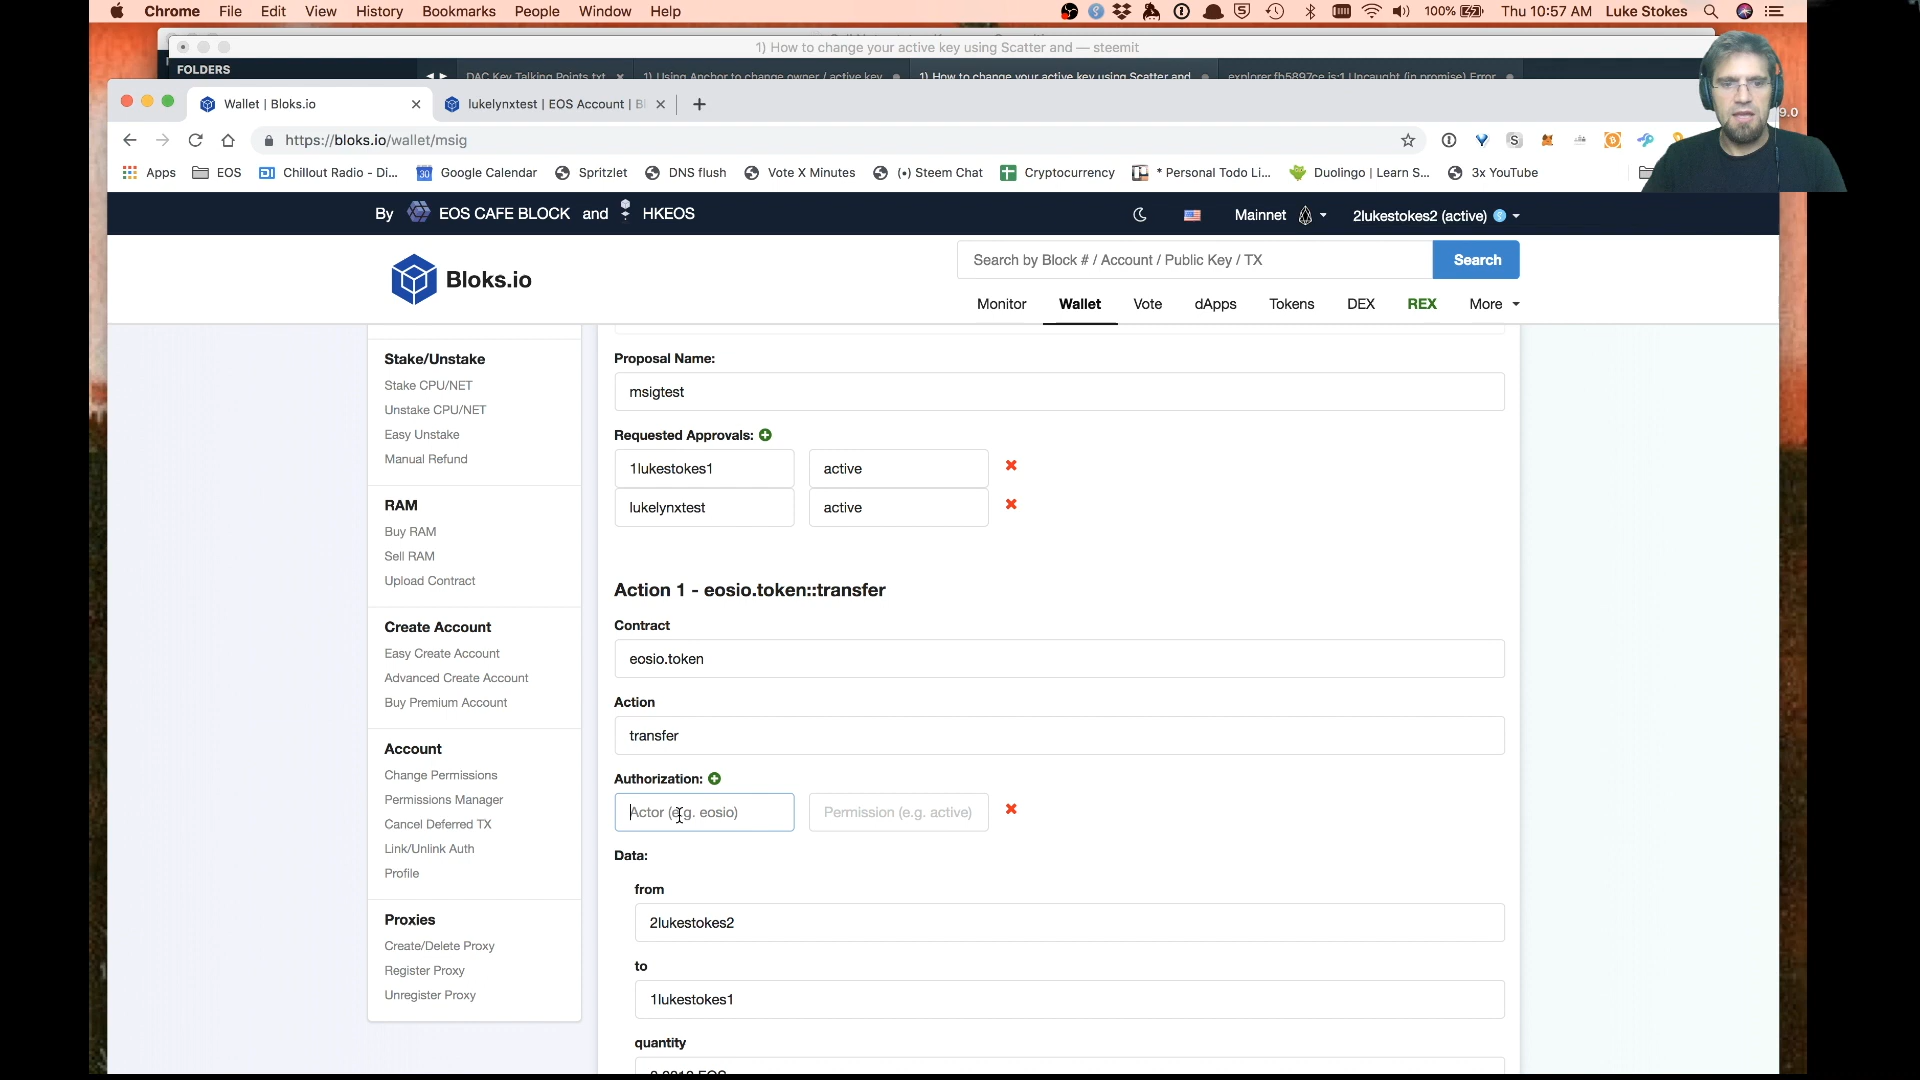 Chrome File Edit View History Bookmarks People Window Help 100% Thu 10:57 AM Luke Stokes
1) How to change your active key using Scatter and — steemit
FOLDERS DAC Key Talking Points.txt 1) Using Anchor to change owner / active key 1) How to change your active key using Scatter and explorer.fb5897ce.js:1 Uncaught (in promise) Error
Wallet | Bloks.io lukelynxtest | EOS Account | Bl
9.0
https://bloks.io/wallet/msig
Apps EOS Chillout Radio - Di... Google Calendar Spritzlet DNS flush Vote X Minutes (•) Steem Chat Cryptocurrency * Personal Todo Li... Duolingo | Learn S... 3x YouTube
By EOS CAFE BLOCK and HKEOS Mainnet 2lukestokes2 (active)
Bloks.io
Search by Block # / Account / Public Key / TX Search
Monitor Wallet Vote dApps Tokens DEX REX More
Stake/Unstake
Stake CPU/NET
Unstake CPU/NET
Easy Unstake
Manual Refund
RAM
Buy RAM
Sell RAM
Upload Contract
Create Account
Easy Create Account
Advanced Create Account
Buy Premium Account
Account
Change Permissions
Permissions Manager
Cancel Deferred TX
Link/Unlink Auth
Profile
Proxies
Create/Delete Proxy
Register Proxy
Unregister Proxy
Proposal Name:
msigtest
Requested Approvals:
1lukestokes1 active
lukelynxtest active
Action 1 - eosio.token::transfer
Contract
eosio.token
Action
transfer
Authorization:
Actor (e.g. eosio) Permission (e.g. active)
Data:
from
2lukestokes2
to
1lukestokes1
quantity